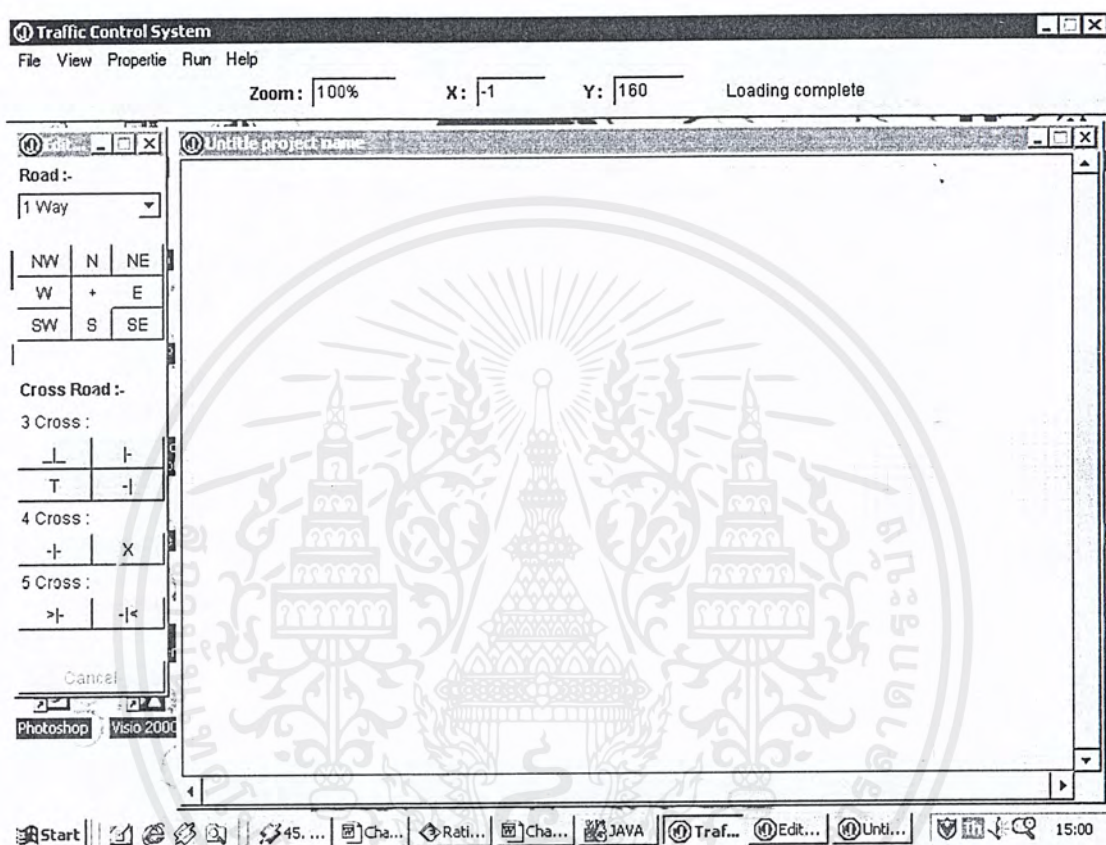 Traffic Control System
File View Propertie Run Help
Zoom: 100% X: -1 Y: 160 Loading complete
Edit...
Untitle project name
Road :-
1 Way
NW N NE
W + E
SW S SE
Cross Road :-
3 Cross :
_|_ |-
T -|
4 Cross :
-|- X
5 Cross :
>|- -|<
Cancel
Photoshop Visio 2000
Start 45. ... Cha... Rati... Cha... JAVA Traf... Edit... Unti... Th 15:00